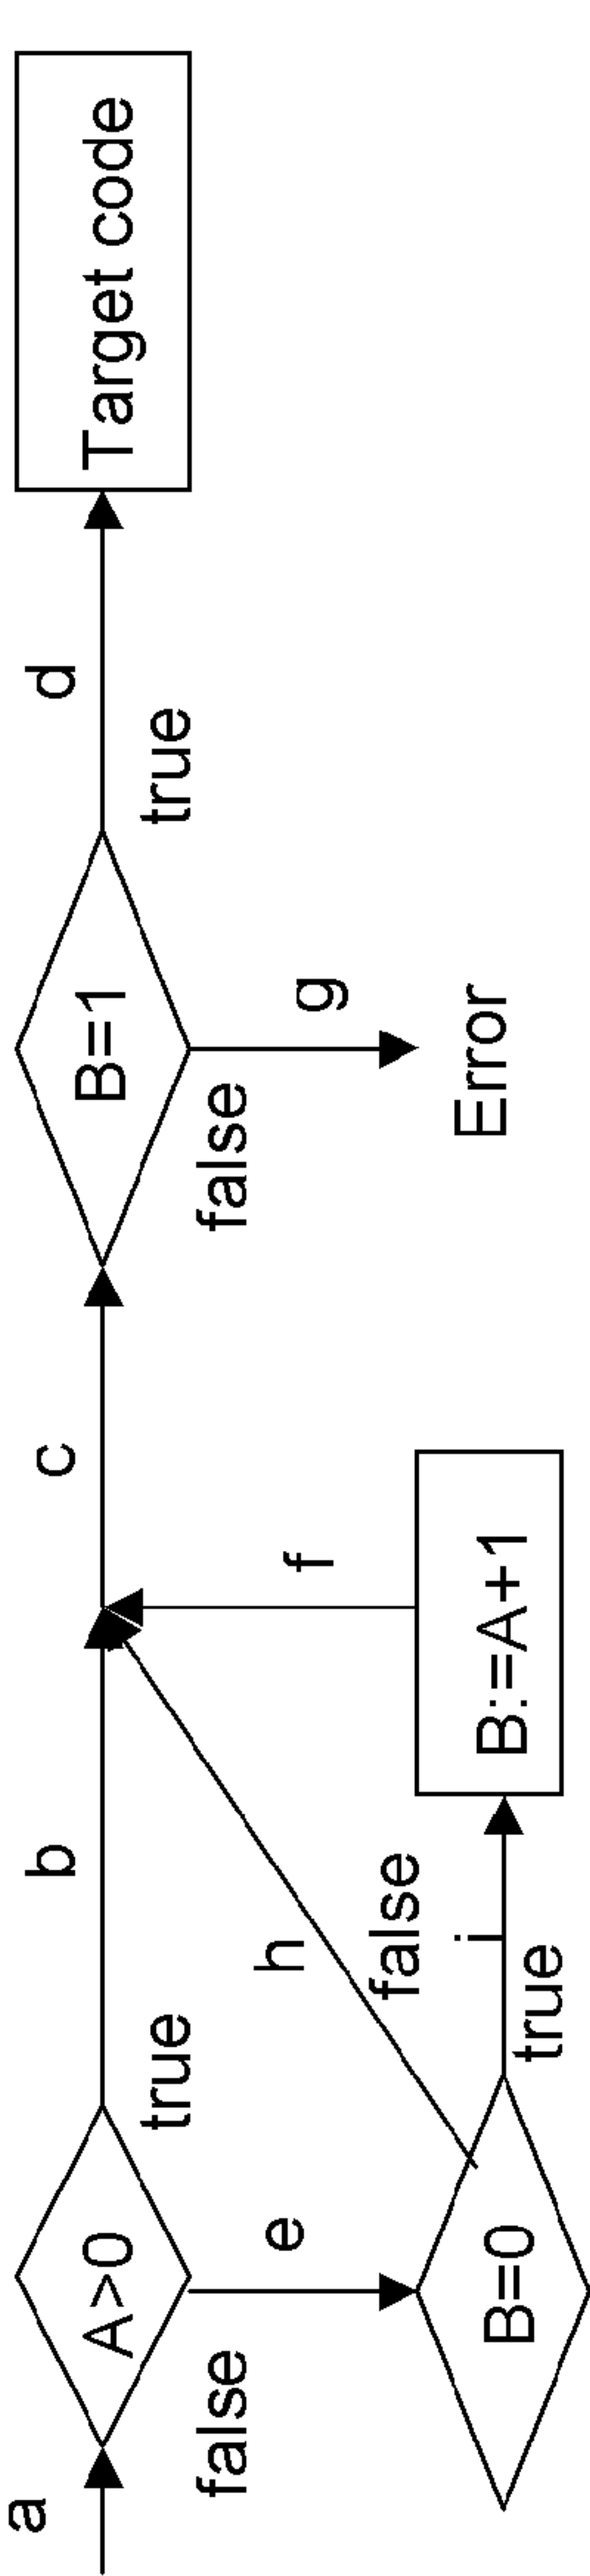 a
A>0
true
b
c
B=1
true
d
Target code
false
e
h
f
false
g
B=0
true
i
false
B:=A+1
Error